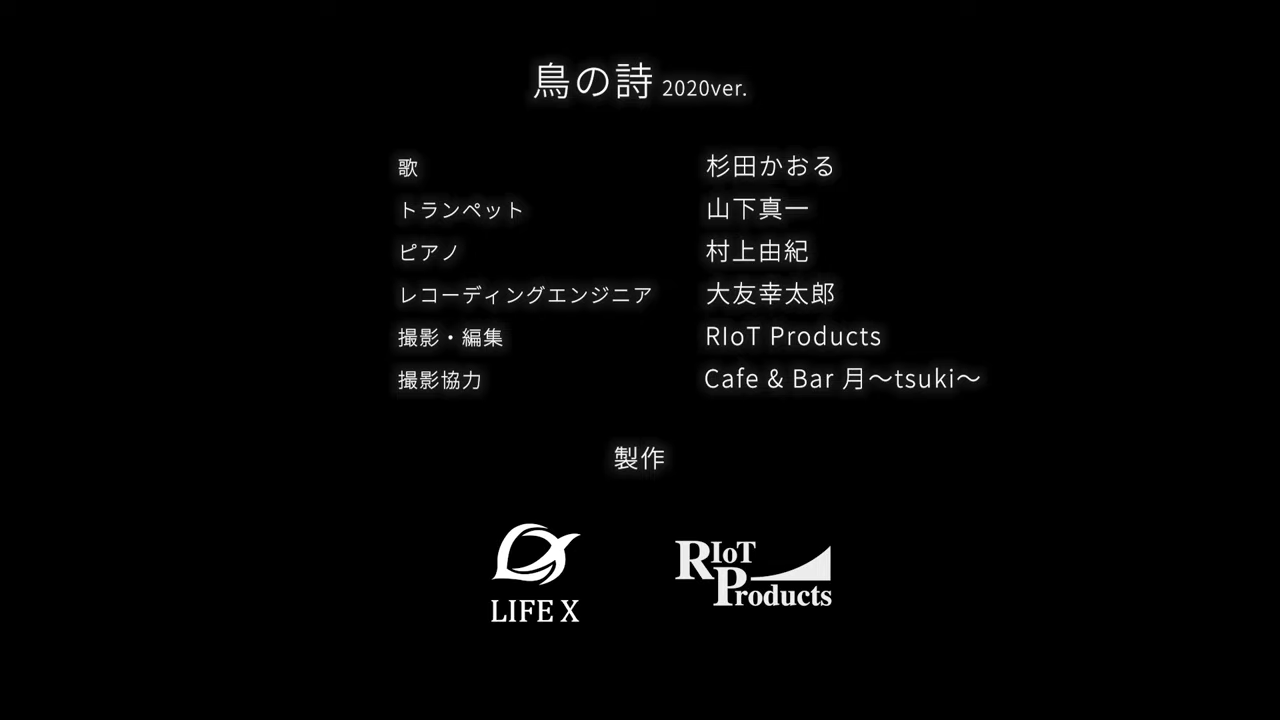 鳥の詩 2020ver.
歌 杉田かおる
トランペット 山下真一
ピアノ 村上由紀
レコーディングエンジニア 大友幸太郎
撮影・編集 RIoT Products
撮影協力 Cafe & Bar 月〜tsuki〜
製作
LIFE X
RIoT
Products